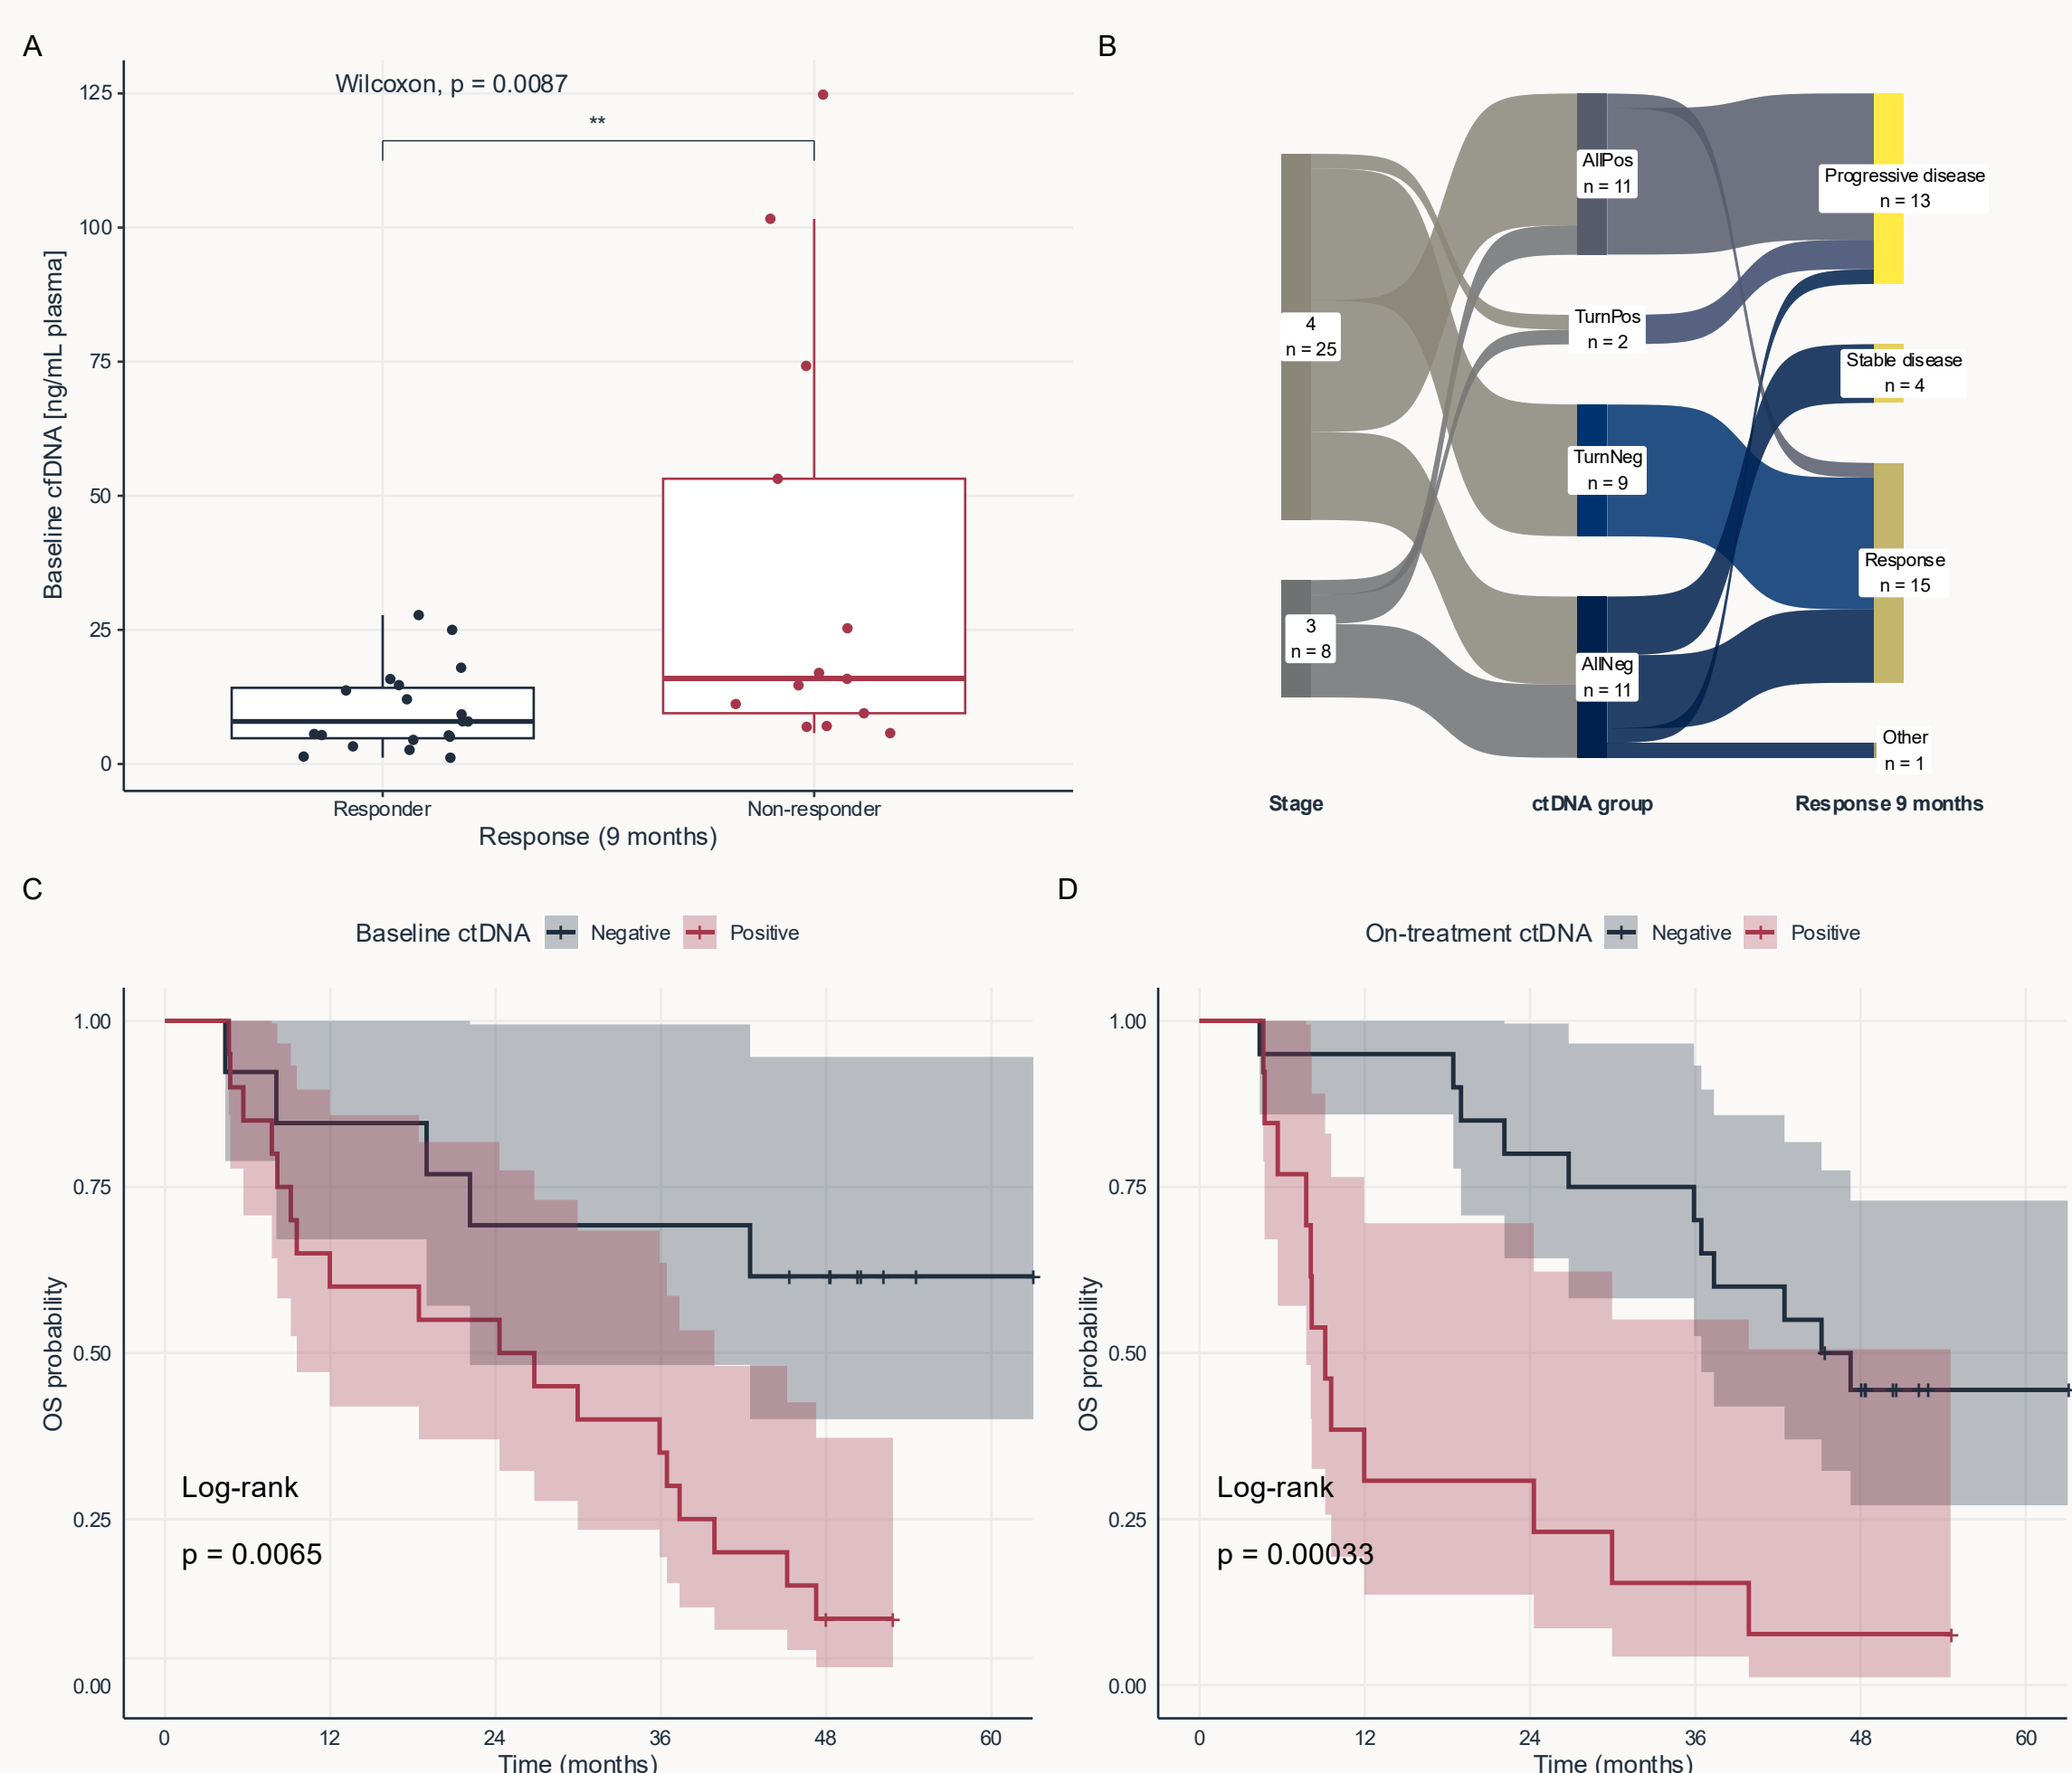 A
Wilcoxon, p = 0.0087
**
125
100
75
50
25
0
Baseline cfDNA [ng/mL plasma]
Responder
Non-responder
Response (9 months)
B
4
n = 25
3
n = 8
AllPos
n = 11
TurnPos
n = 2
TurnNeg
n = 9
AllNeg
n = 11
Progressive disease
n = 13
Stable disease
n = 4
Response
n = 15
Other
n = 1
Stage
ctDNA group
Response 9 months
C
Baseline ctDNA Negative Positive
1.00
0.75
0.50
0.25
0.00
OS probability
Log-rank
p = 0.0065
0 12 24 36 48 60
Time (months)
D
On-treatment ctDNA Negative Positive
1.00
0.75
0.50
0.25
0.00
OS probability
Log-rank
p = 0.00033
0 12 24 36 48 60
Time (months)